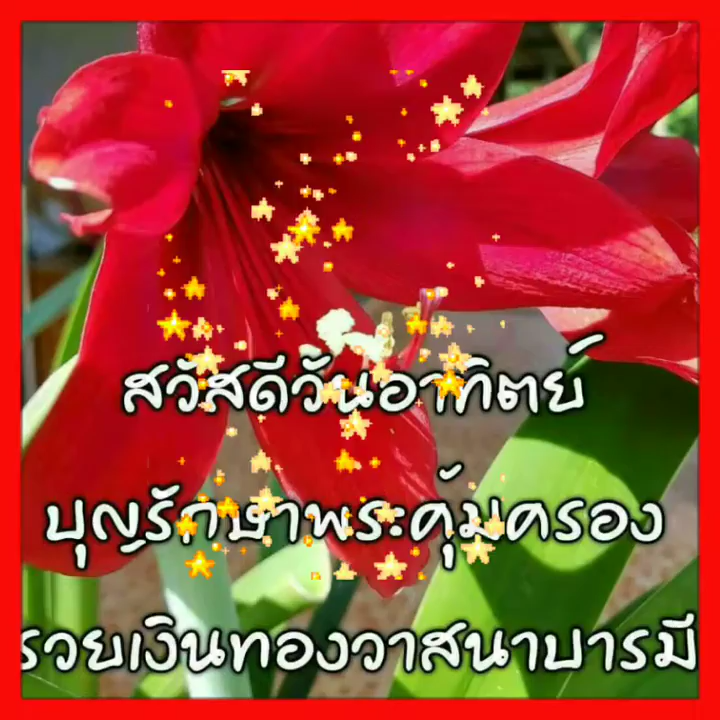 สวัสดีวันอาทิตย์
บุญรักษาพระคุ้มครอง
รวยเงินทองวาสนาบารมี